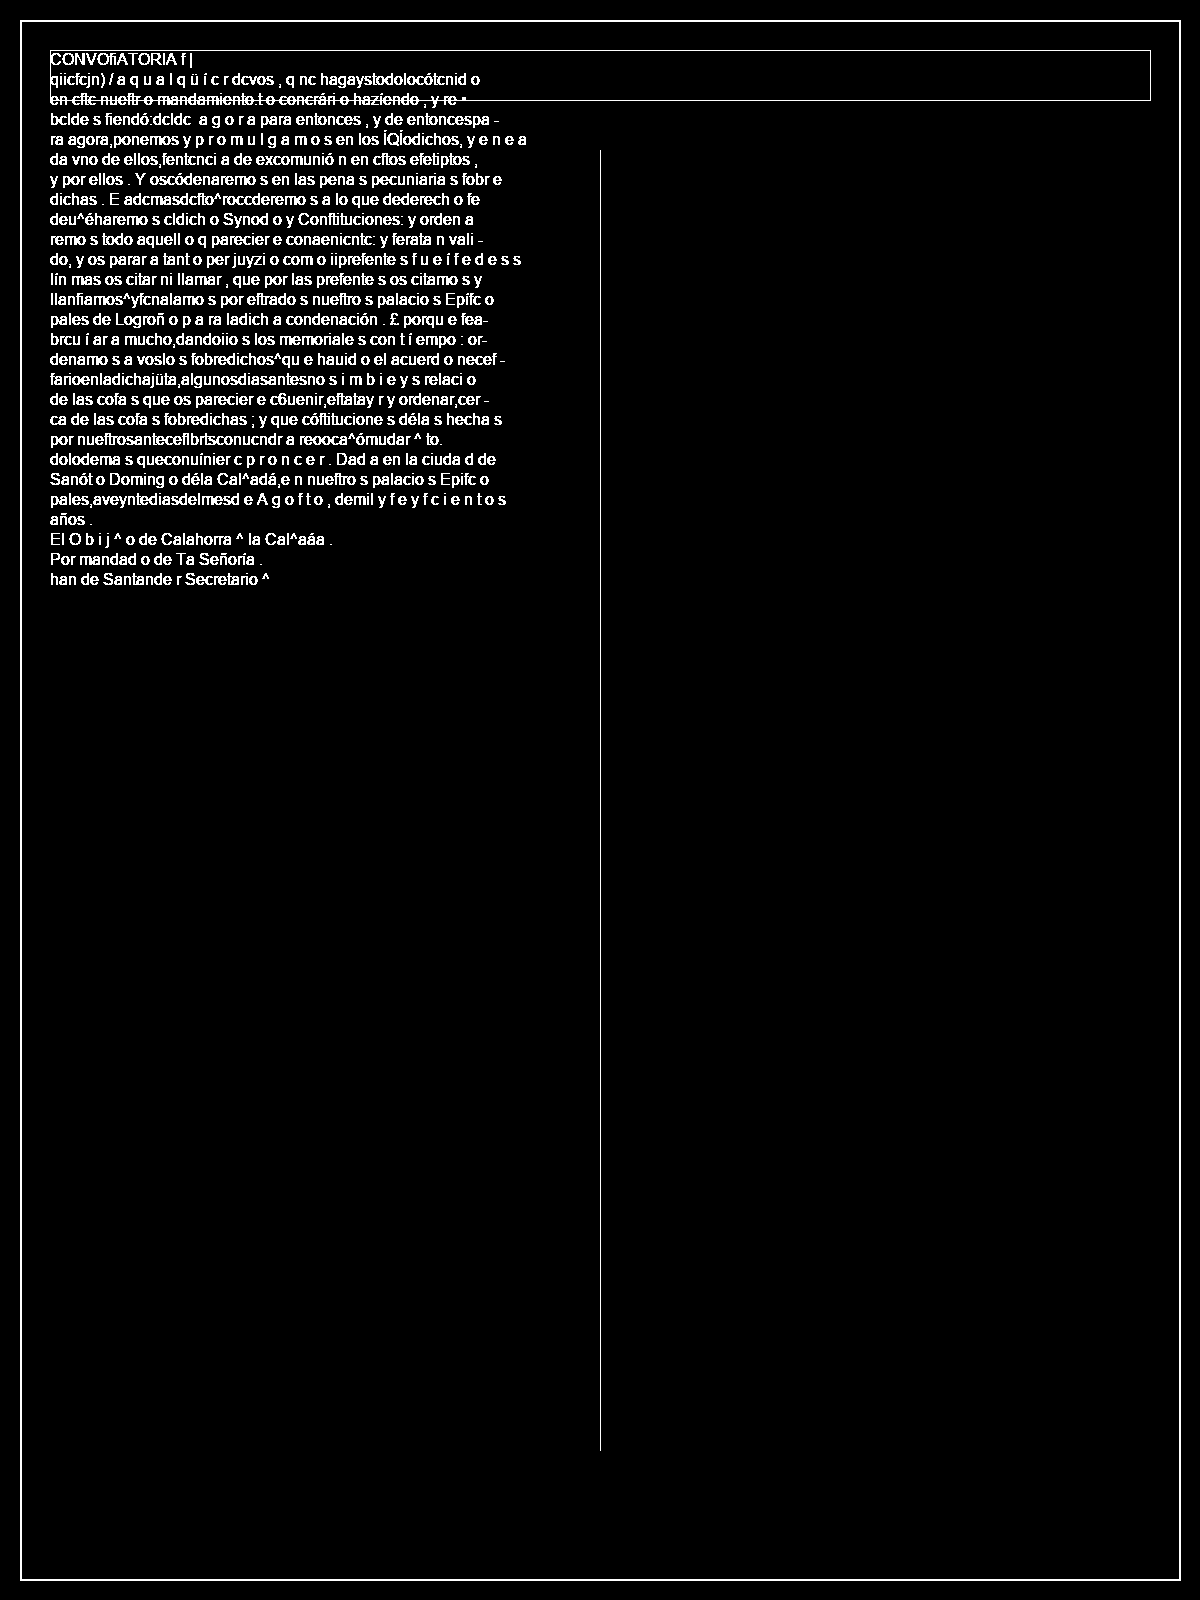 CONVOfiATORIA f |
qiicfcjn) / a q u a l q ü í c r dcvos , q nc hagaystodolocótcnid o
en cftc nueftr o mandamiento.t o concrári o hazíendo , y re •
bclde s fiendó:dcldc a g o r a para entonces , y de entoncespa -
ra agora,ponemos y p r o m u l g a m o s en los ÍQÍodichos, y e n e a
da vno de ellos,fentcnci a de excomunió n en cftos efetiptos ,
y por ellos . Y oscódenaremo s en las pena s pecuniaria s fobr e
dichas . E adcmasdcfto^roccderemo s a lo que dederech o fe
deu^éharemo s cldich o Synod o y Conftituciones: y orden a
remo s todo aquell o q parecier e conaenicntc: y ferata n vali -
do, y os parar a tant o per juyzi o com o iiprefente s f u e í f e d e s s
lín mas os citar ni llamar , que por las prefente s os citamo s y
llanfiamos^yfcnalamo s por eftrado s nueftro s palacio s Epífc o
pales de Logroñ o p a ra ladich a condenación . £ porqu e fea-
brcu í ar a mucho,dandoiio s los memoriale s con t í empo : or-
denamo s a voslo s fobredichos^qu e hauid o el acuerd o necef -
farioenladichajüta,algunosdiasantesno s i m b i e y s relaci o
de las cofa s que os parecier e c6uenir,eftatay r y ordenar,cer -
ca de las cofa s fobredichas ; y que cóftitucione s déla s hecha s
por nueftrosanteceflbrtsconucndr a reooca^ómudar ^ to.
dolodema s queconuínier c p r o n c e r . Dad a en la ciuda d de
Sanót o Doming o déla Cal^adá,e n nueftro s palacio s Epifc o
pales,aveyntediasdelmesd e A g o f t o , demil y f e y f c i e n t o s
años .
El O b i j ^ o de Calahorra ^ la Cal^aáa .
Por mandad o de Ta Señoría .
han de Santande r Secretario ^